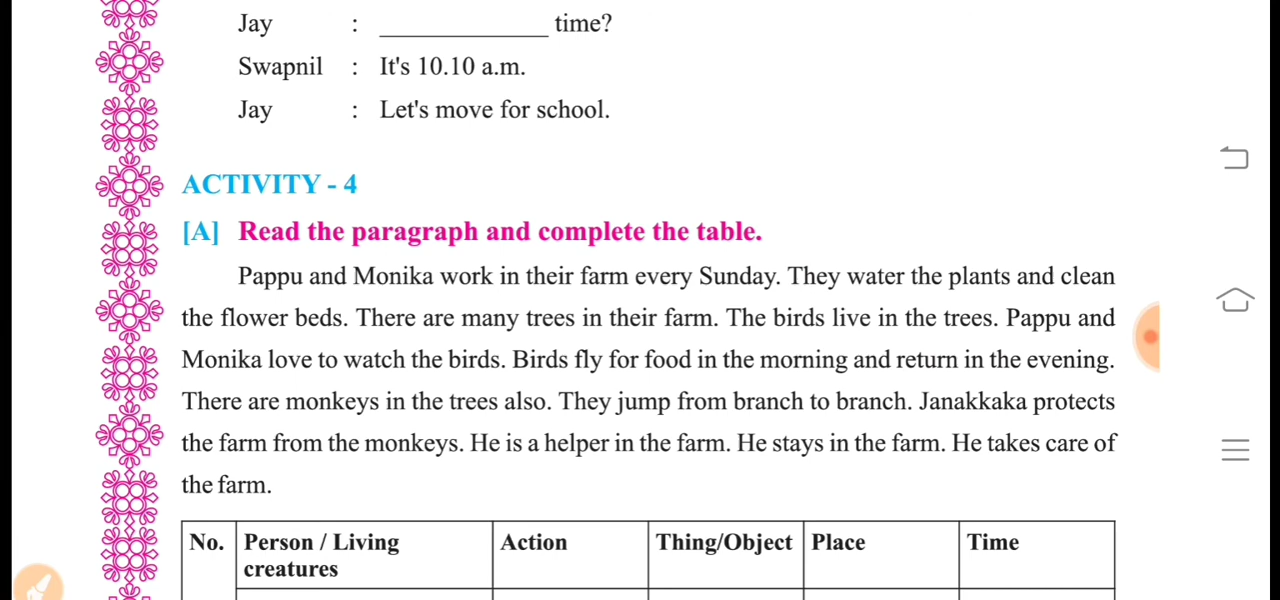 Jay : ______________ time?
Swapnil : It's 10.10 a.m.
Jay : Let's move for school.
ACTIVITY - 4
[A] Read the paragraph and complete the table.
Pappu and Monika work in their farm every Sunday. They water the plants and clean
the flower beds. There are many trees in their farm. The birds live in the trees. Pappu and
Monika love to watch the birds. Birds fly for food in the morning and return in the evening.
There are monkeys in the trees also. They jump from branch to branch. Janakkaka protects
the farm from the monkeys. He is a helper in the farm. He stays in the farm. He takes care of
the farm.
No. Person / Living creatures Action Thing/Object Place Time